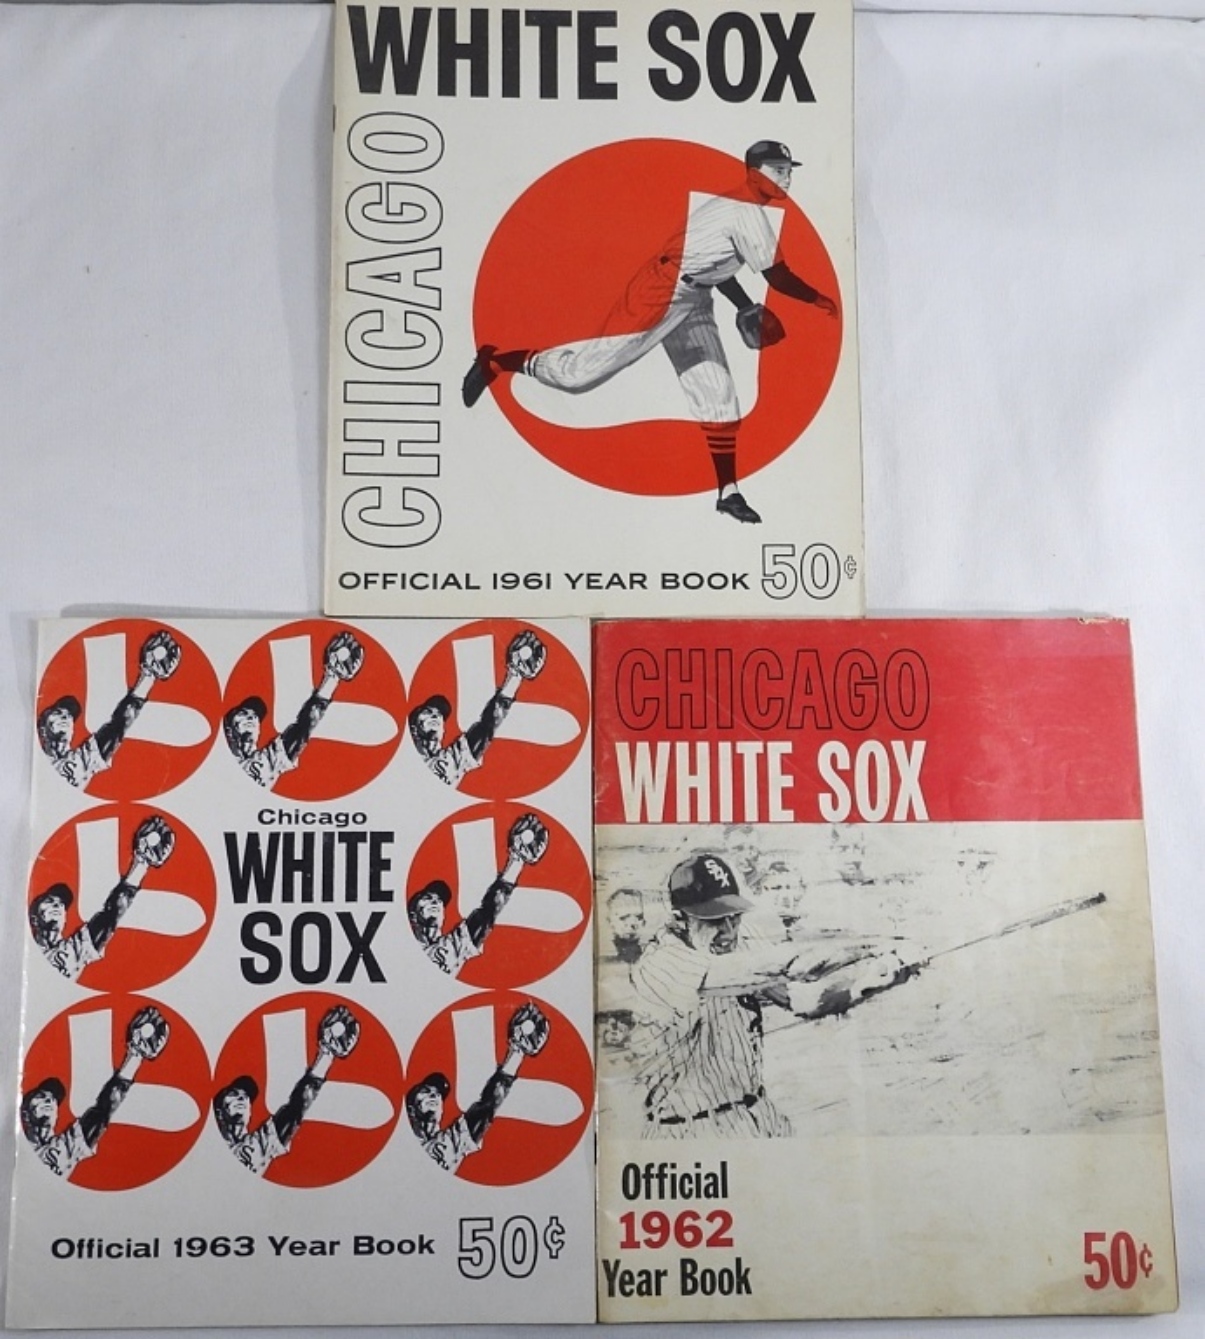 WHITE SOX
CHICAGO
OFFICIAL 1961 YEAR BOOK 50¢
Chicago
WHITE
SOX
Official 1963 Year Book 50¢
CHICAGO
WHITE SOX
SOX
Official
1962
Year Book
50¢